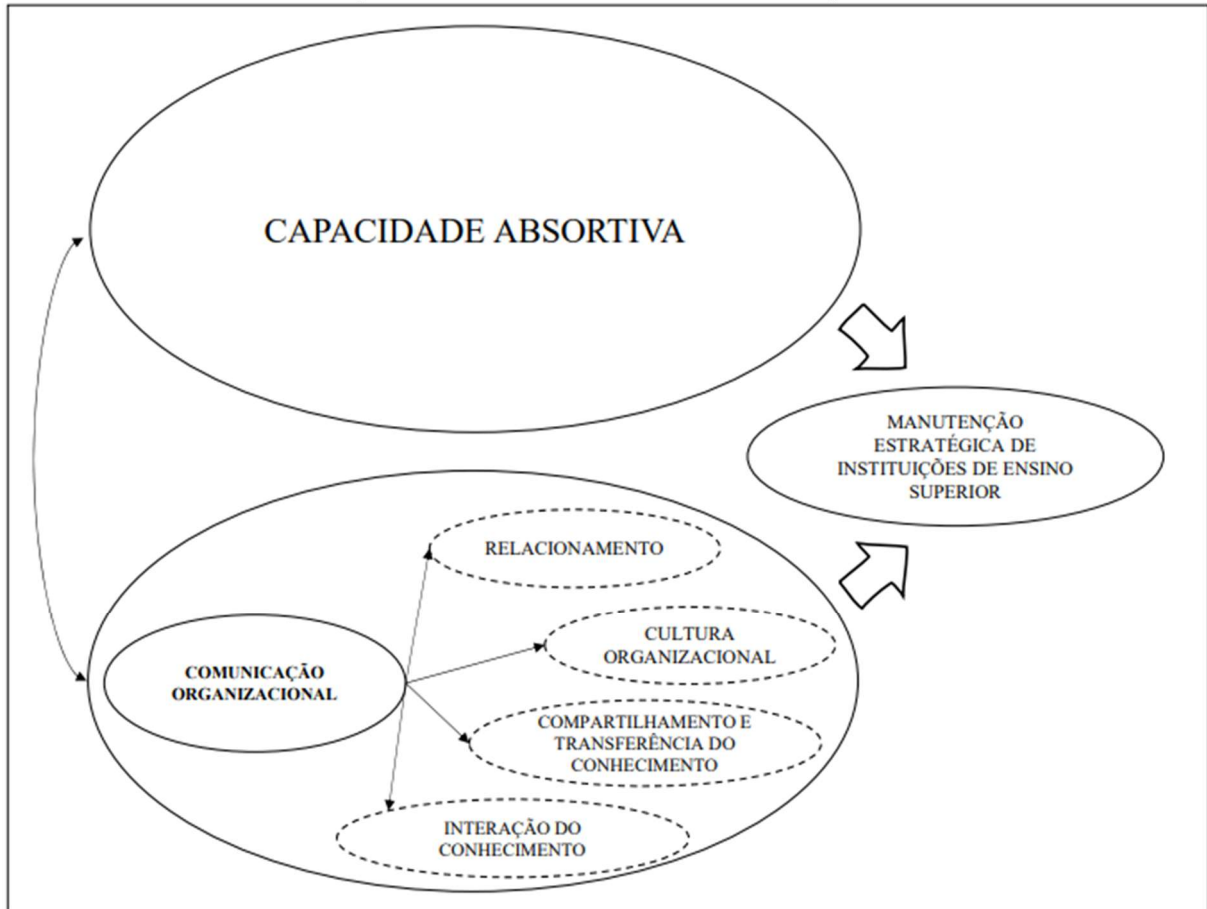 CAPACIDADE ABSORTIVA
MANUTENÇÃO
ESTRATÉGICA DE
INSTITUIÇÕES DE ENSINO
SUPERIOR
RELACIONAMENTO
CULTURA
ORGANIZACIONAL
COMUNICAÇÃO
ORGANIZACIONAL
COMPARTILHAMENTO E
TRANSFERÊNCIA DO
CONHECIMENTO
INTERAÇÃO DO
CONHECIMENTO